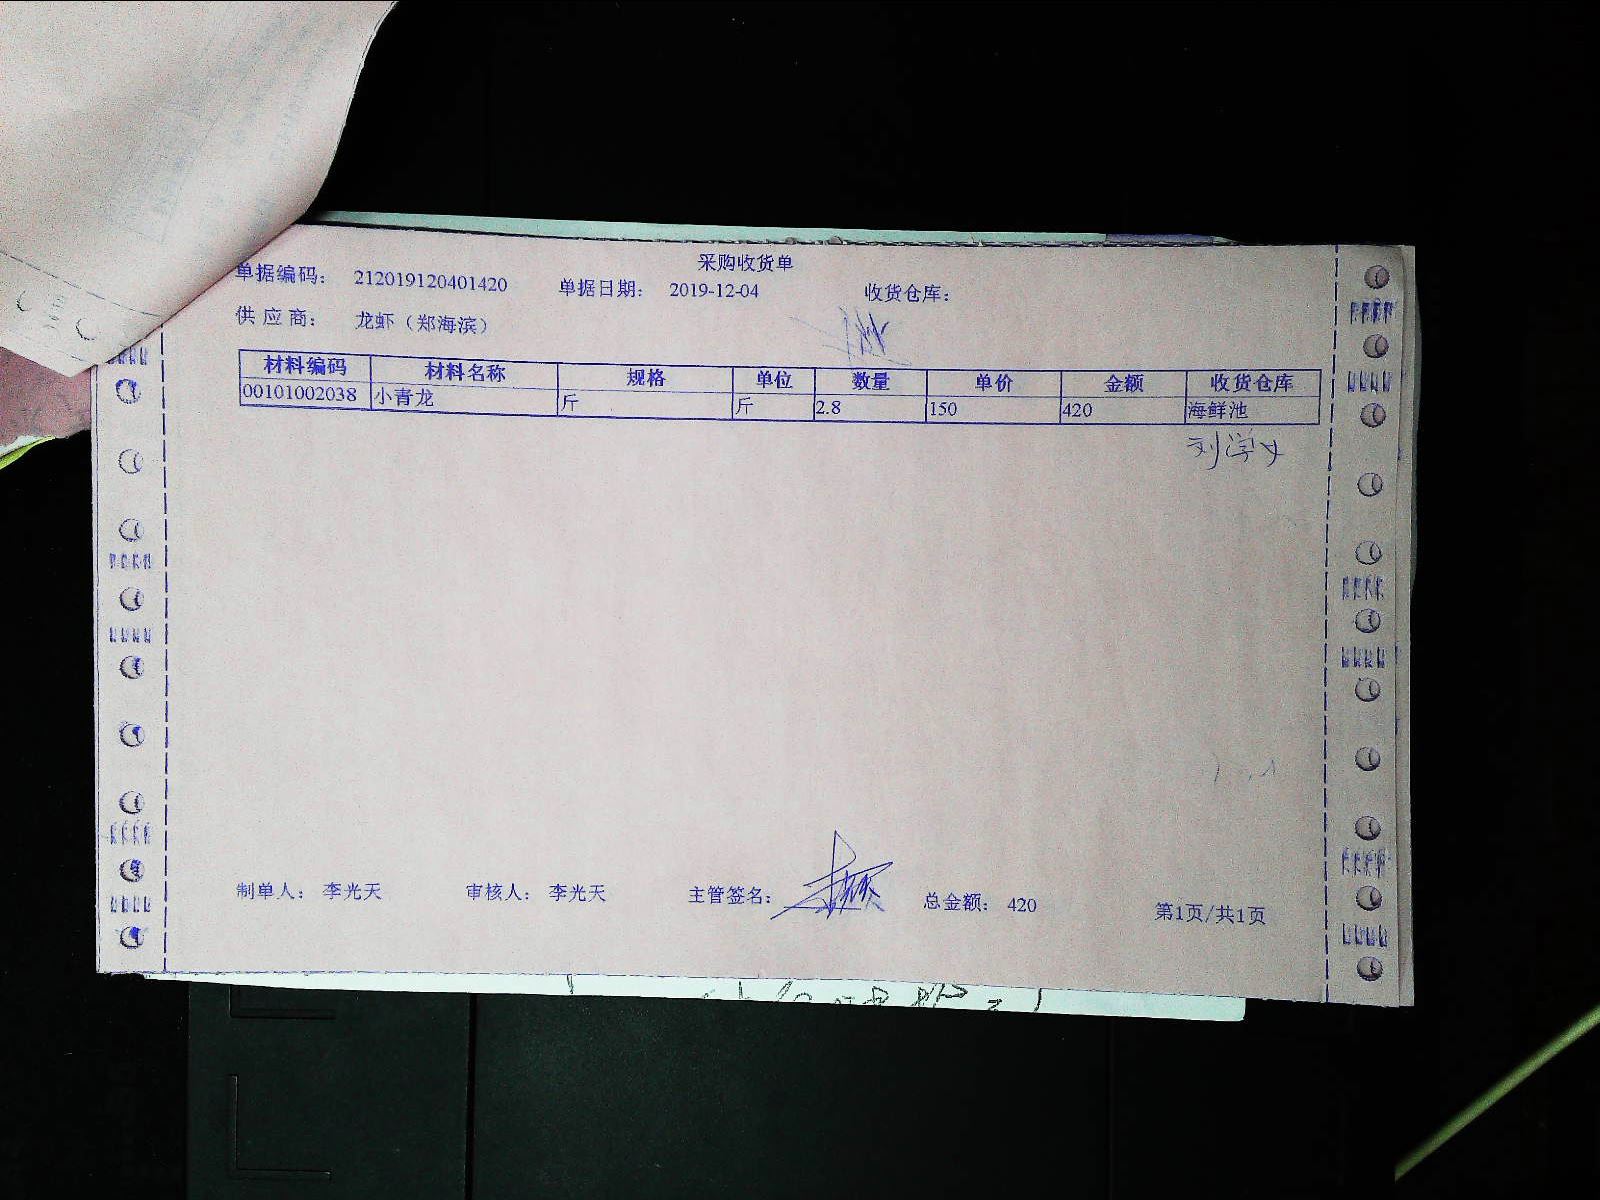 采购收货单
单据编码： 212019120401420 单据日期： 2019-12-04 收货仓库：
供 应 商： 龙虾（郑海滨）
材料编码 材料名称 规格 单位 数量 单价 金额 收货仓库
00101002038 小青龙 斤 斤 2.8 150 420 海鲜池
制单人： 李光天 审核人： 李光天 主管签名： 总金额： 420 第1页/共1页